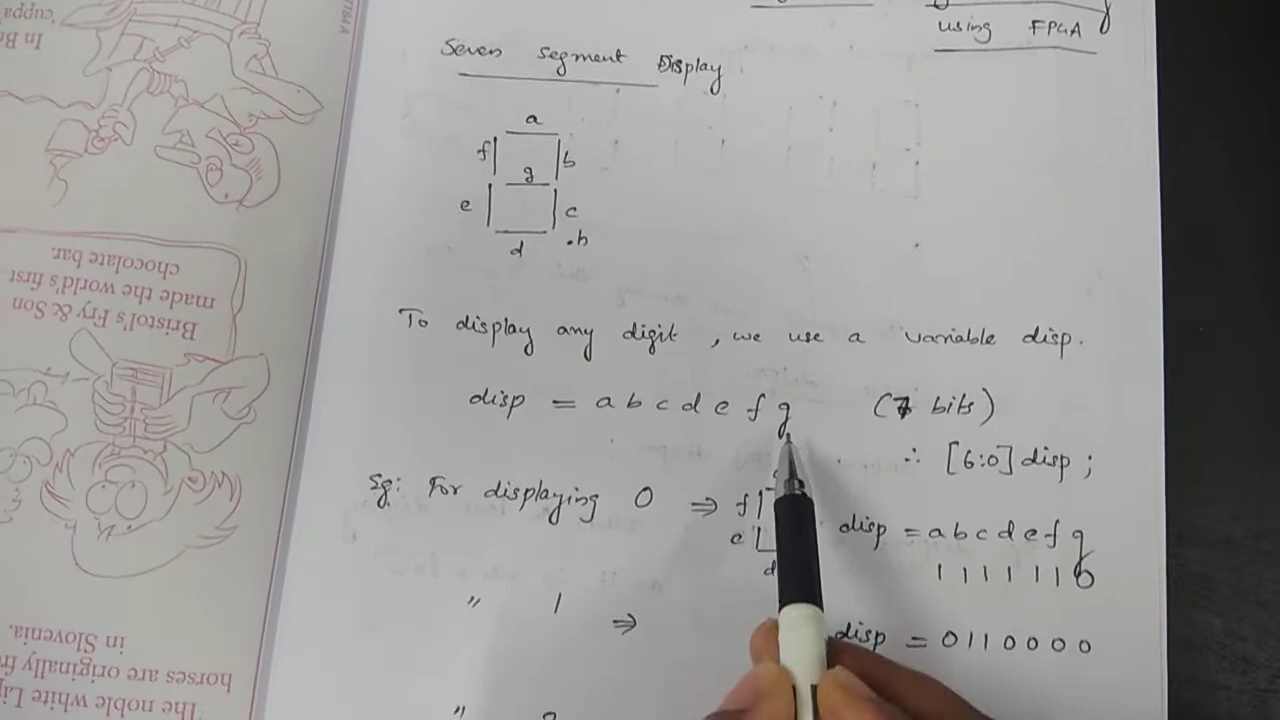 using FPGA
Seven segment Display
a
f b
g
e c
.h
d
To display any digit , we use a variable disp.
disp = a b c d e f g (7 bits)
∴ [6:0] disp ;
Eg: For displaying 0 ⇒ f disp = a b c d e f g
e
d 1 1 1 1 1 1 0
" 1 ⇒ disp = 0 1 1 0 0 0 0
"
'cuppa
In Br
chocolate bar.
made the world's first
Bristol's Fry & Son
in Slovenia.
horses are originally
The noble white